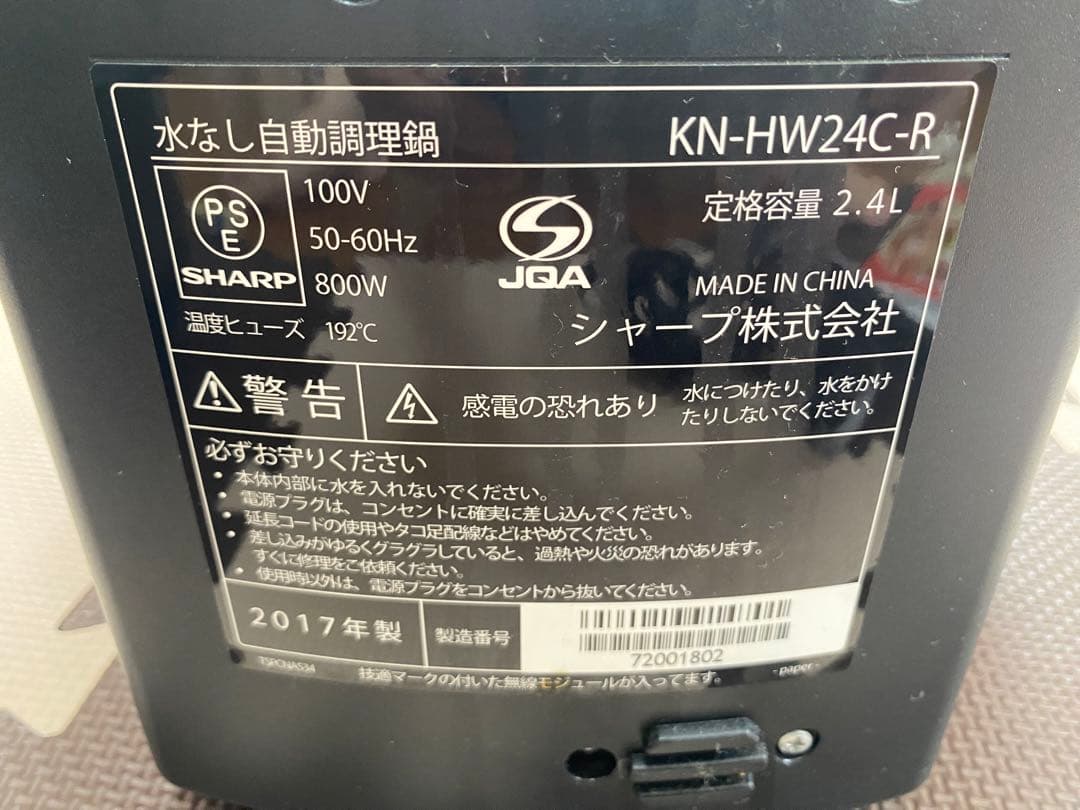 水なし自動調理鍋 KN-HW24C-R
PSE
SHARP
100V
50-60Hz
800W
温度ヒューズ 192℃
JQA
定格容量 2.4L
MADE IN CHINA
シャープ株式会社
警告
感電の恐れあり
水につけたり、水をかけ
たりしないでください。
必ずお守りください
・本体内部に水を入れないでください。
・電源プラグは、コンセントに確実に差し込んでください。
・延長コードの使用やタコ足配線などはやめてください。
・差し込みがゆるくグラグラしていると、過熱や火災の恐れがあります。
すぐに修理をご依頼ください。
・使用時以外は、電源プラグをコンセントから抜いてください。
2017年製 製造番号
72001802
技適マークの付いた無線モジュールが入ってます。
-paper-